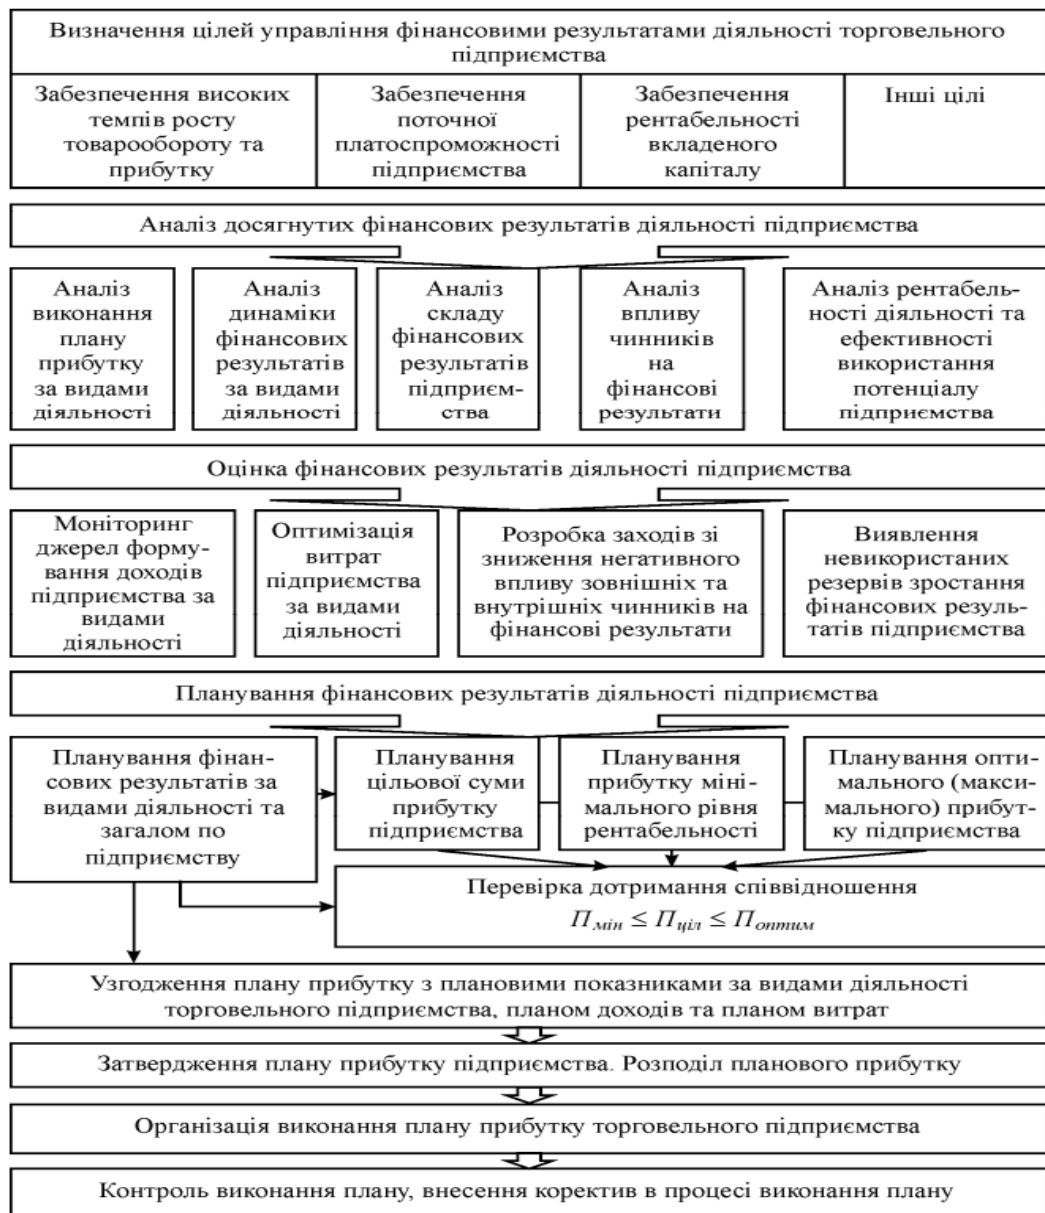 Визначення цілей управління фінансовими результатами діяльності торговельного
підприємства
Забезпечення високих
темпів росту
товарообороту та
прибутку
Забезпечення
поточної
платоспроможності
підприємства
Забезпечення
рентабельності
вкладеного
капіталу
Інші цілі
Аналіз досягнутих фінансових результатів діяльності підприємства
Аналіз
виконання
плану
прибутку
за видами
діяльності
Аналіз
динаміки
фінансових
результатів
за видами
діяльності
Аналіз
складу
фінансових
результатів
підприєм-
ства
Аналіз
впливу
чинників
на
фінансові
результати
Аналіз рентабель-
ності діяльності та
ефективності
використання
потенціалу
підприємства
Оцінка фінансових результатів діяльності підприємства
Моніторинг
джерел форму-
вання доходів
підприємства за
видами
діяльності
Оптимізація
витрат
підприємства
за видами
діяльності
Розробка заходів зі
зниження негативного
впливу зовнішніх та
внутрішніх чинників на
фінансові результати
Виявлення
невикористаних
резервів зростання
фінансових резуль-
татів підприємства
Планування фінансових результатів діяльності підприємства
Планування фінан-
сових результатів за
видами діяльності та
загалом по
підприємству
Планування
цільової суми
прибутку
підприємства
Планування
прибутку міні-
мального рівня
рентабельності
Планування опти-
мального (макси-
мального) прибут-
ку підприємства
Перевірка дотримання співвідношення
П мін ≤ П ціл ≤ П оптим
Узгодження плану прибутку з плановими показниками за видами діяльності
торговельного підприємства, планом доходів та планом витрат
Затвердження плану прибутку підприємства. Розподіл планового прибутку
Організація виконання плану прибутку торговельного підприємства
Контроль виконання плану, внесення коректив в процесі виконання плану